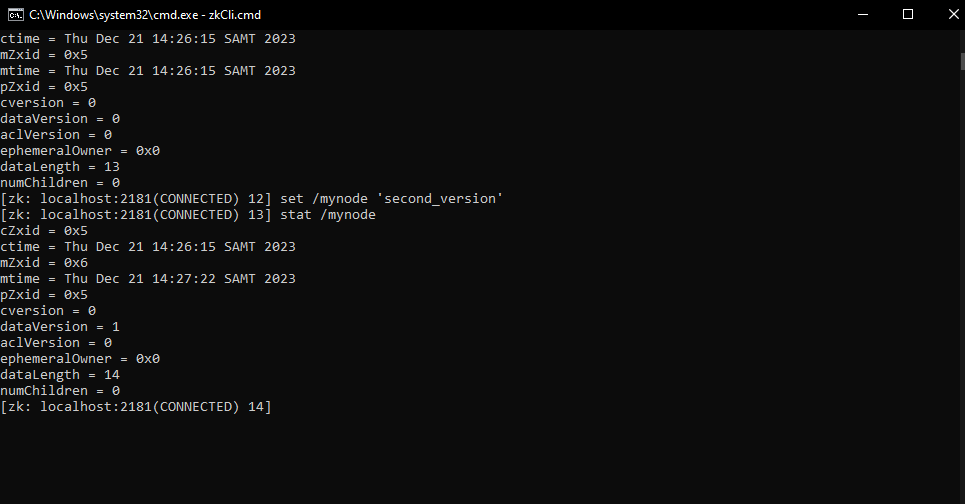 C:\Windows\system32\cmd.exe - zkCli.cmd
ctime = Thu Dec 21 14:26:15 SAMT 2023
mZxid = 0x5
mtime = Thu Dec 21 14:26:15 SAMT 2023
pZxid = 0x5
cversion = 0
dataVersion = 0
aclVersion = 0
ephemeralOwner = 0x0
dataLength = 13
numChildren = 0
[zk: localhost:2181(CONNECTED) 12] set /mynode 'second_version'
[zk: localhost:2181(CONNECTED) 13] stat /mynode
cZxid = 0x5
ctime = Thu Dec 21 14:26:15 SAMT 2023
mZxid = 0x6
mtime = Thu Dec 21 14:27:22 SAMT 2023
pZxid = 0x5
cversion = 0
dataVersion = 1
aclVersion = 0
ephemeralOwner = 0x0
dataLength = 14
numChildren = 0
[zk: localhost:2181(CONNECTED) 14]